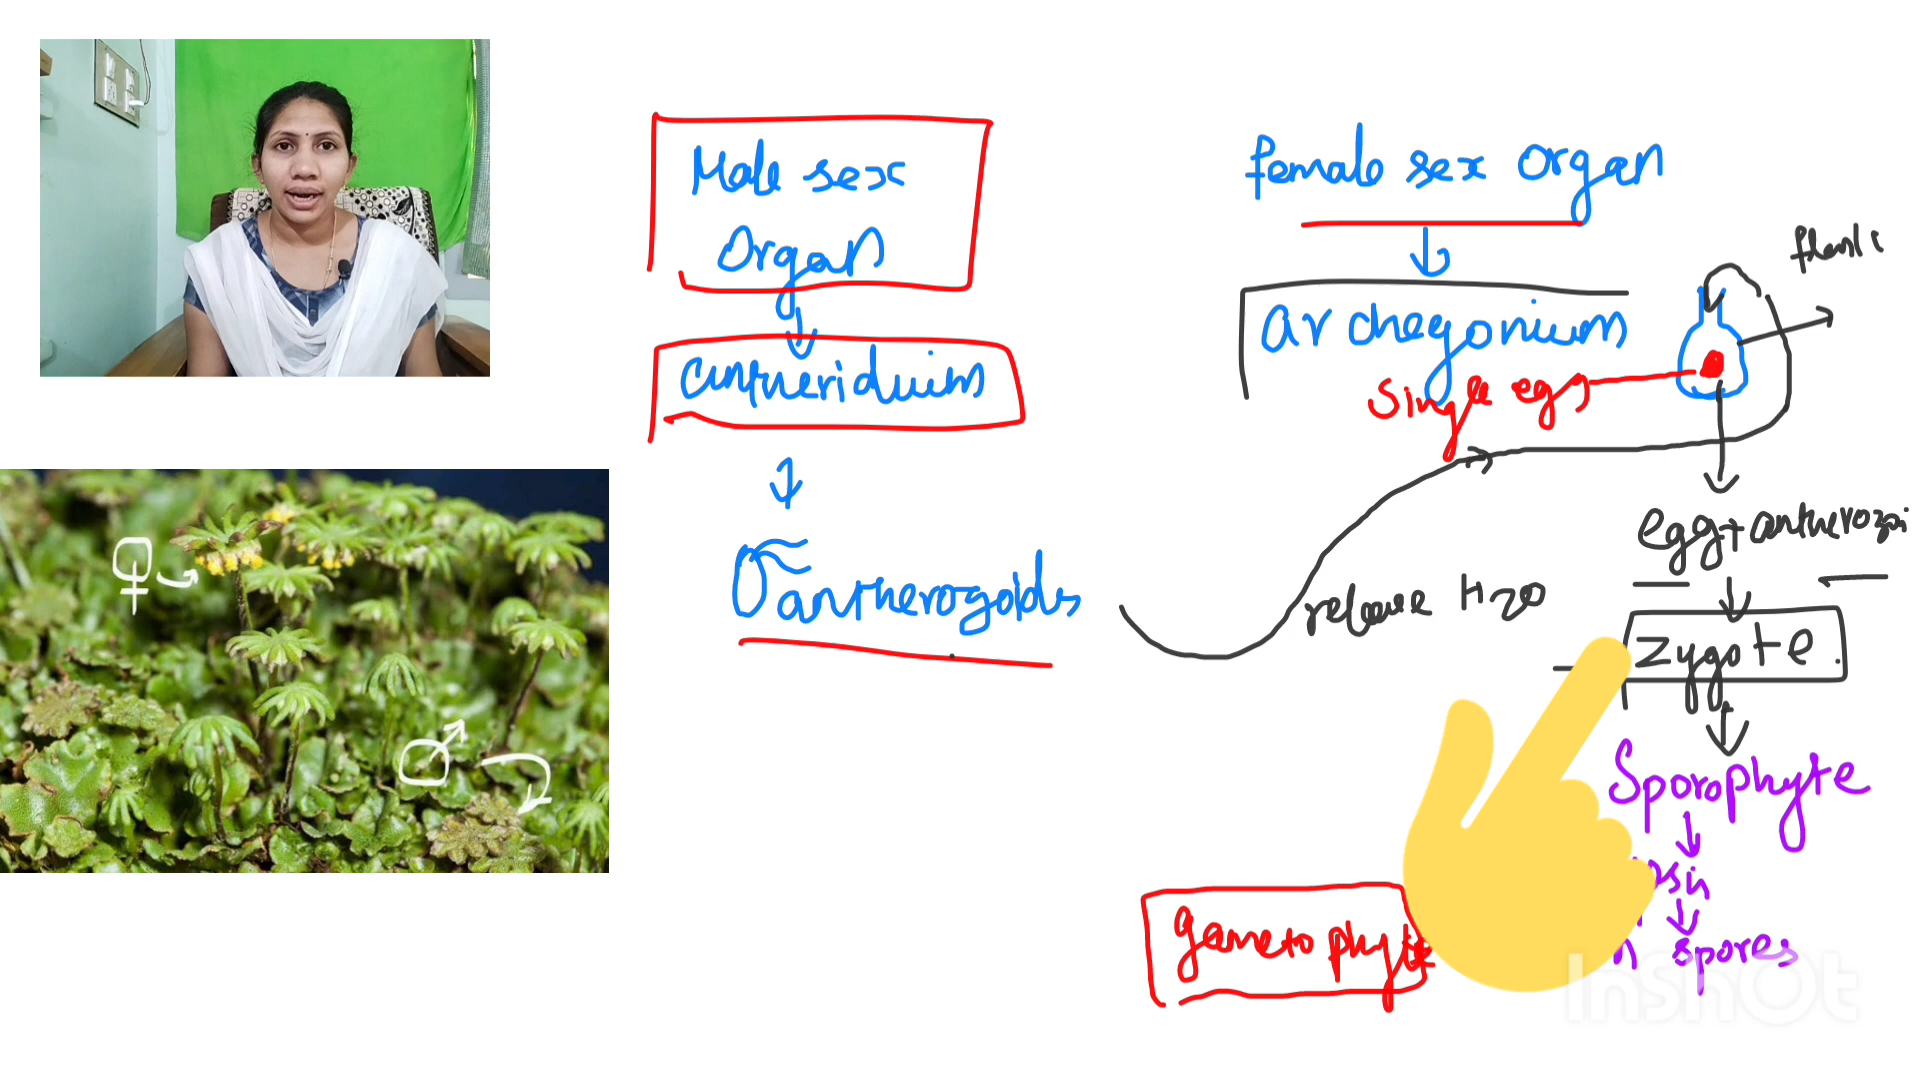 Male sex
Organ
antheridium
antherozoids
female sex organ
archegonium
single egg
release H2O
egg + antherozoi
zygote
Sporophyte
n spores
gametophyte
InShOt